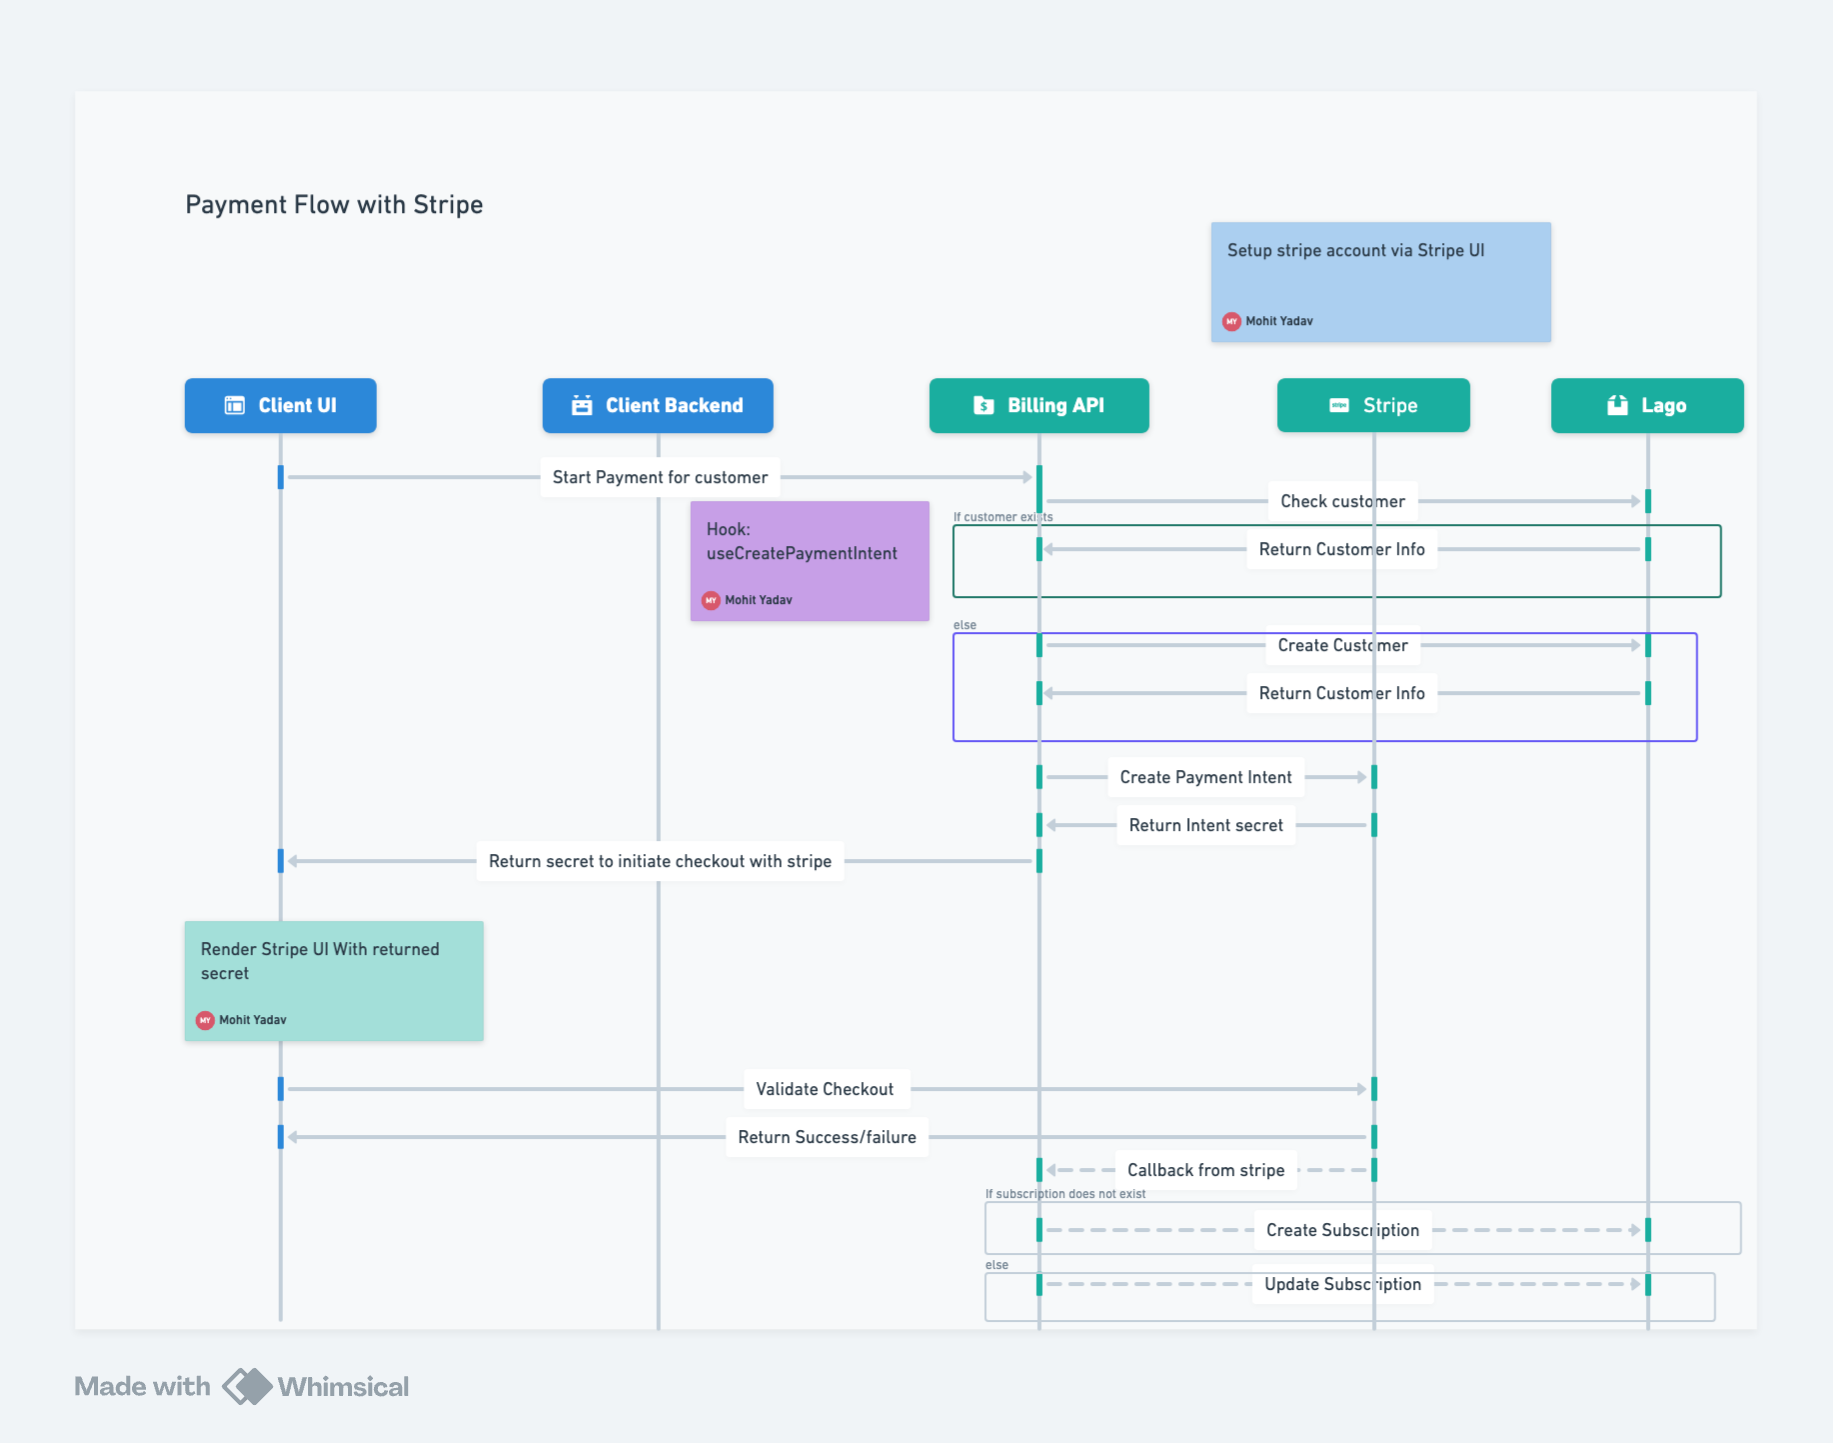 Payment Flow with Stripe
Setup stripe account via Stripe UI
MY Mohit Yadav
Client UI
Client Backend
Billing API
stripe Stripe
Lago
Start Payment for customer
Check customer
If customer exists
Hook:
useCreatePaymentIntent
MY Mohit Yadav
Return Customer Info
else
Create Customer
Return Customer Info
Create Payment Intent
Return Intent secret
Return secret to initiate checkout with stripe
Render Stripe UI With returned
secret
MY Mohit Yadav
Validate Checkout
Return Success/failure
Callback from stripe
If subscription does not exist
Create Subscription
else
Update Subscription
Made with Whimsical